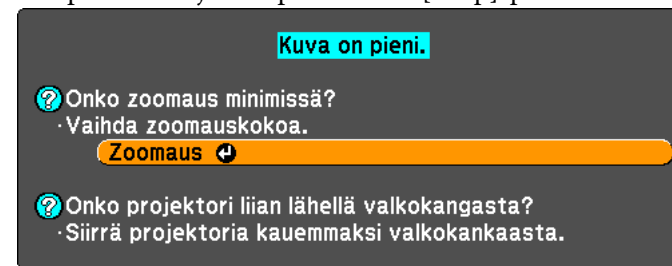 Kuva on pieni.
Onko zoomaus minimissä?
·Vaihda zoomauskokoa.
Zoomaus
Onko projektori liian lähellä valkokangasta?
·Siirrä projektoria kauemmaksi valkokankaasta.